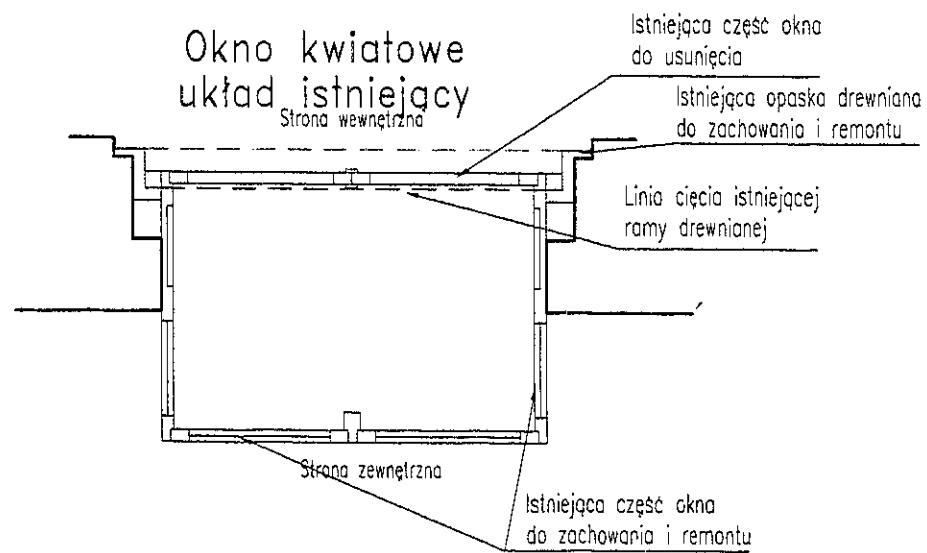 Okno kwiatowe
układ istniejący
Strona wewnętrzna
Istniejąca część okna
do usunięcia
Istniejąca opaska drewniana
do zachowania i remontu
Linia cięcia istniejącej
ramy drewnianej
Strona zewnętrzna
Istniejąca część okna
do zachowania i remontu